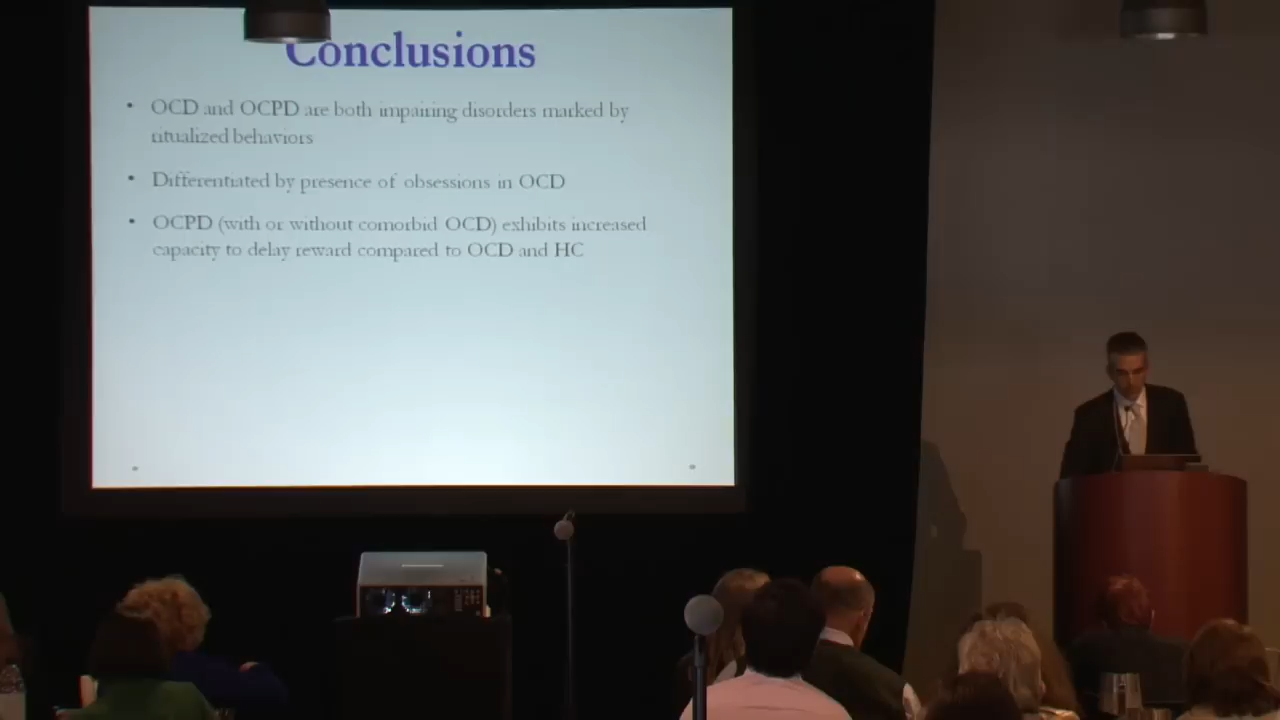 Conclusions
• OCD and OCPD are both impairing disorders marked by
ritualized behaviors
• Differentiated by presence of obsessions in OCD
• OCPD (with or without comorbid OCD) exhibits increased
capacity to delay reward compared to OCD and HC